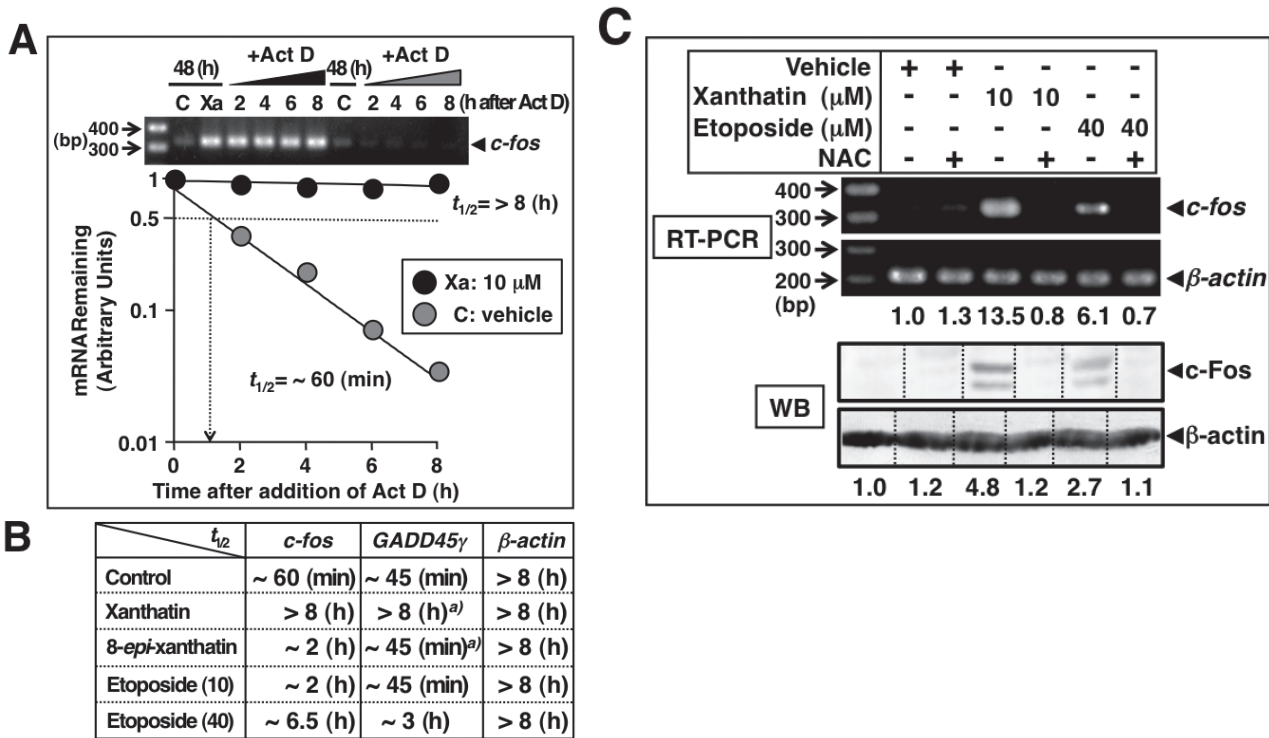 A
+Act D +Act D
48 (h) 48 (h)
C Xa 2 4 6 8 C 2 4 6 8 (h after Act D)
(bp) 400
300
c-fos
1
0.5
0.1
0.01
mRNA Remaining
(Arbitrary Units)
t1/2= > 8 (h)
Xa: 10 μM
C: vehicle
t1/2= ~ 60 (min)
0 2 4 6 8
Time after addition of Act D (h)
B
t1/2 c-fos GADD45γ β-actin
Control ~ 60 (min) ~ 45 (min) > 8 (h)
Xanthatin > 8 (h) > 8 (h)a) > 8 (h)
8-epi-xanthatin ~ 2 (h) ~ 45 (min)a) > 8 (h)
Etoposide (10) ~ 2 (h) ~ 45 (min) > 8 (h)
Etoposide (40) ~ 6.5 (h) ~ 3 (h) > 8 (h)
C
Vehicle + + - - - -
Xanthatin (μM) - - 10 10 - -
Etoposide (μM) - - - - 40 40
NAC - + - + - +
RT-PCR
400
300
c-fos
300
200
(bp)
β-actin
1.0 1.3 13.5 0.8 6.1 0.7
WB
c-Fos
β-actin
1.0 1.2 4.8 1.2 2.7 1.1